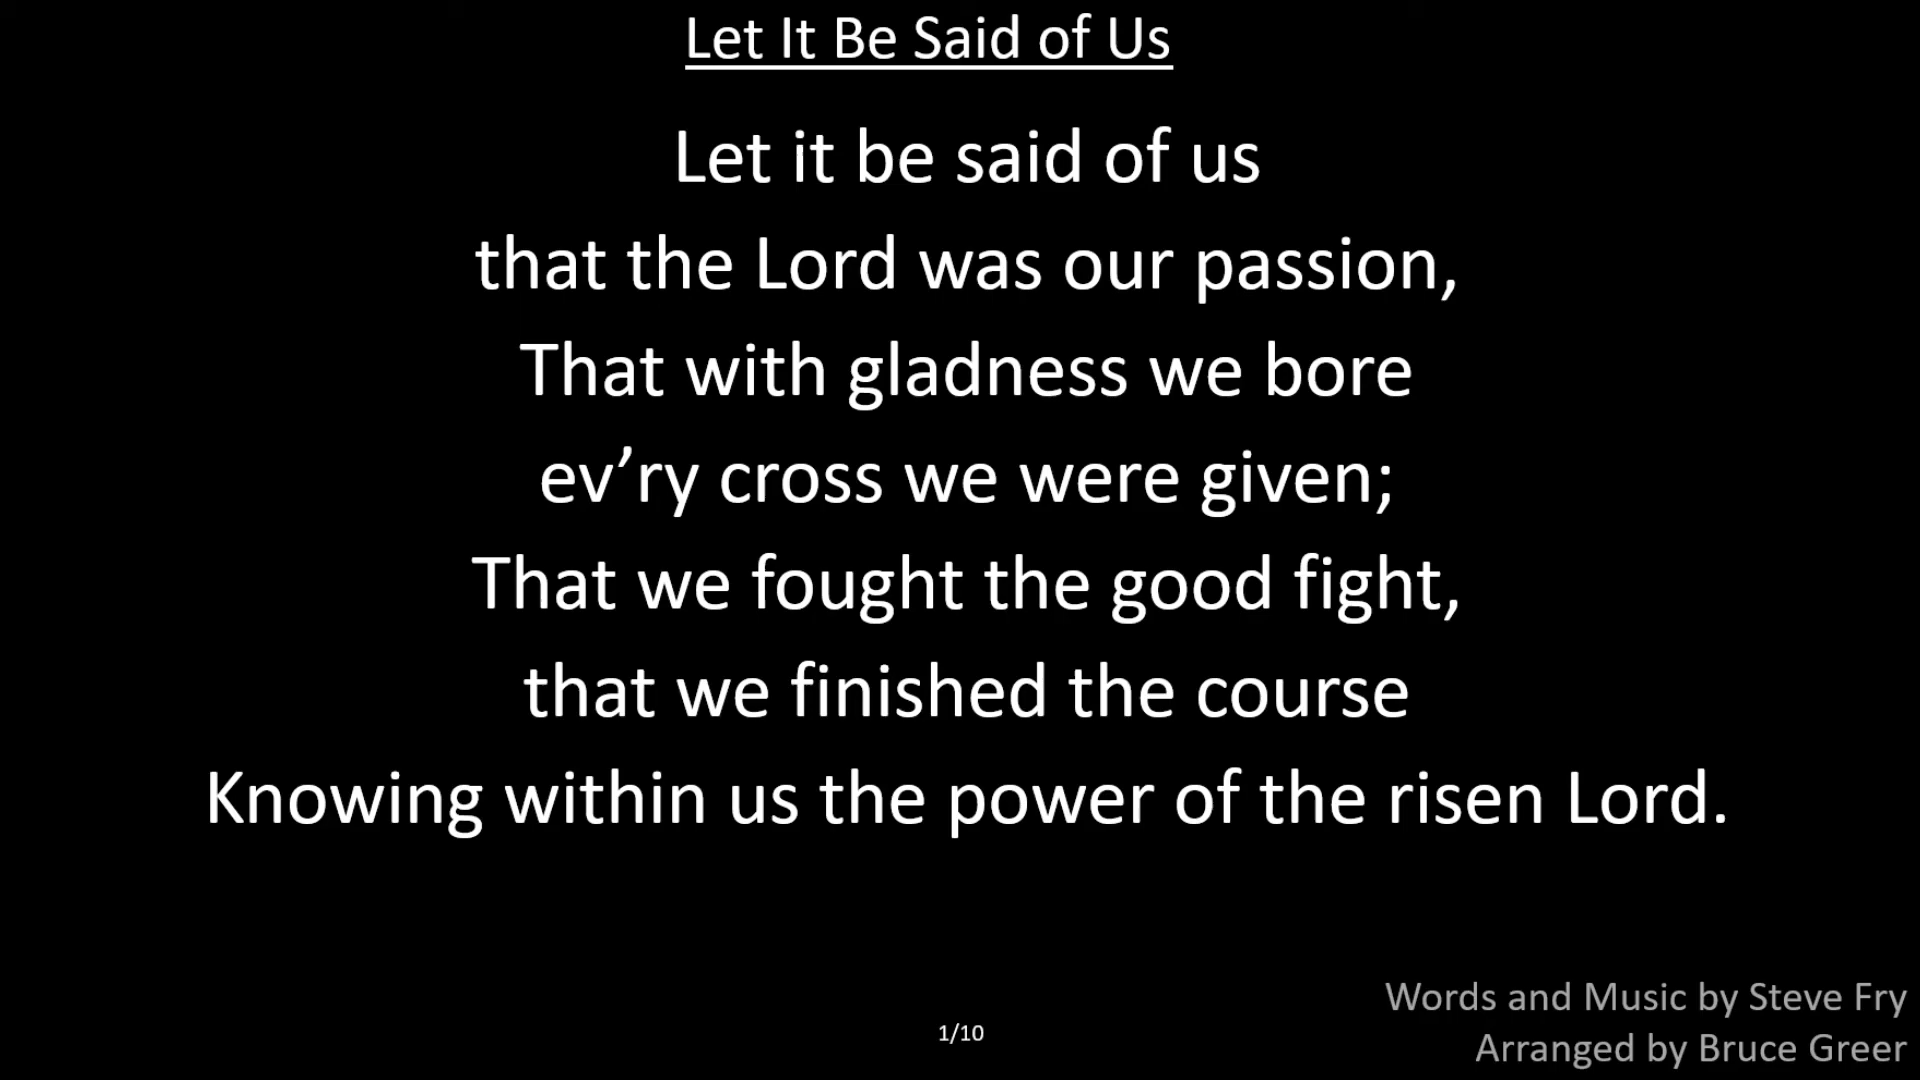 Let It Be Said of Us
Let it be said of us
that the Lord was our passion,
That with gladness we bore
ev’ry cross we were given;
That we fought the good fight,
that we finished the course
Knowing within us the power of the risen Lord.
Words and Music by Steve Fry
1/10
Arranged by Bruce Greer